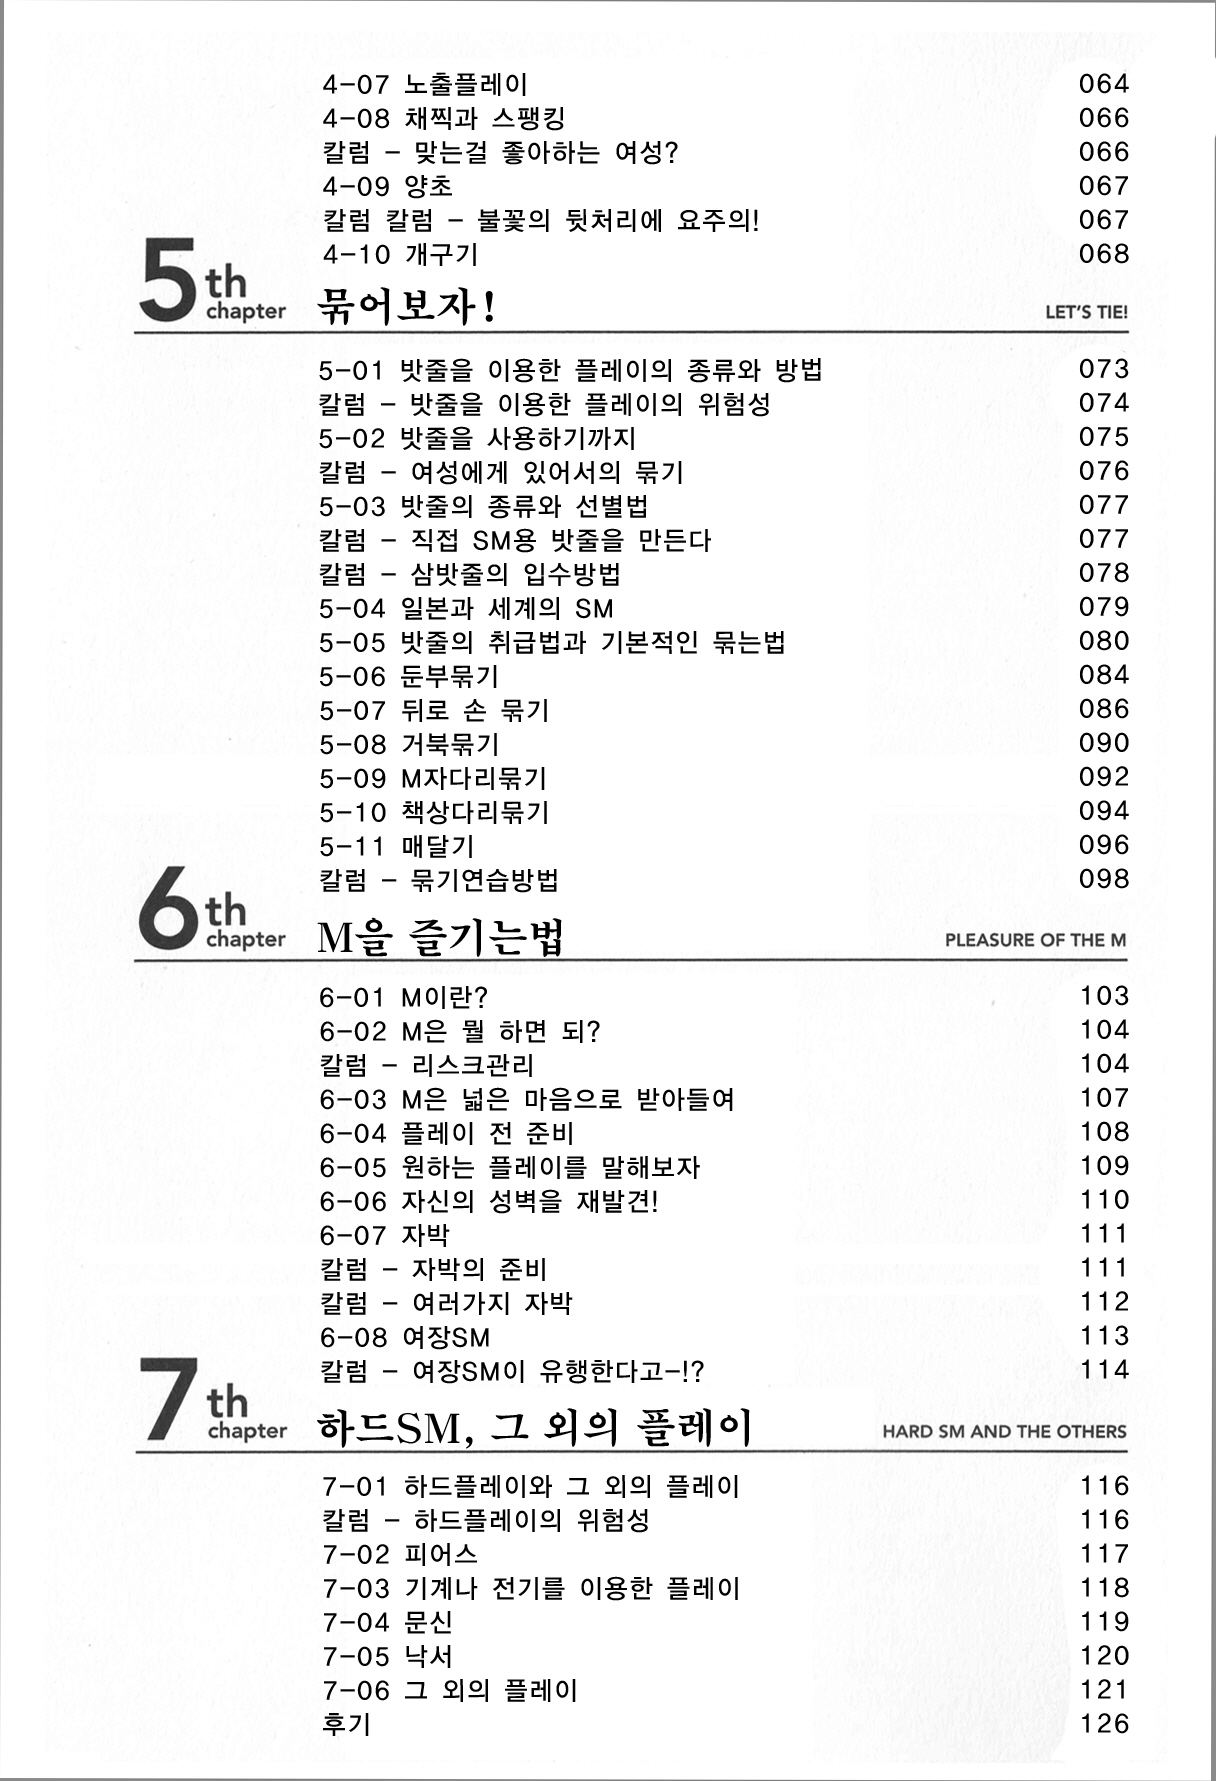 4-07 노출플레이 064
4-08 채찍과 스팽킹 066
칼럼 - 맞는걸 좋아하는 여성? 066
4-09 양초 067
칼럼 칼럼 - 불꽃의 뒷처리에 요주의! 067
4-10 개구기 068
5th chapter 묶어보자! LET'S TIE!
5-01 밧줄을 이용한 플레이의 종류와 방법 073
칼럼 - 밧줄을 이용한 플레이의 위험성 074
5-02 밧줄을 사용하기까지 075
칼럼 - 여성에게 있어서의 묶기 076
5-03 밧줄의 종류와 선별법 077
칼럼 - 직접 SM용 밧줄을 만든다 077
칼럼 - 삼밧줄의 입수방법 078
5-04 일본과 세계의 SM 079
5-05 밧줄의 취급법과 기본적인 묶는법 080
5-06 둔부묶기 084
5-07 뒤로 손 묶기 086
5-08 거북묶기 090
5-09 M자다리묶기 092
5-10 책상다리묶기 094
5-11 매달기 096
칼럼 - 묶기연습방법 098
6th chapter M을 즐기는법 PLEASURE OF THE M
6-01 M이란? 103
6-02 M은 뭘 하면 되? 104
칼럼 - 리스크관리 104
6-03 M은 넓은 마음으로 받아들여 107
6-04 플레이 전 준비 108
6-05 원하는 플레이를 말해보자 109
6-06 자신의 성벽을 재발견! 110
6-07 자박 111
칼럼 - 자박의 준비 111
칼럼 - 여러가지 자박 112
6-08 여장SM 113
칼럼 - 여장SM이 유행한다고-!? 114
7th chapter 하드SM, 그 외의 플레이 HARD SM AND THE OTHERS
7-01 하드플레이와 그 외의 플레이 116
칼럼 - 하드플레이의 위험성 116
7-02 피어스 117
7-03 기계나 전기를 이용한 플레이 118
7-04 문신 119
7-05 낙서 120
7-06 그 외의 플레이 121
후기 126